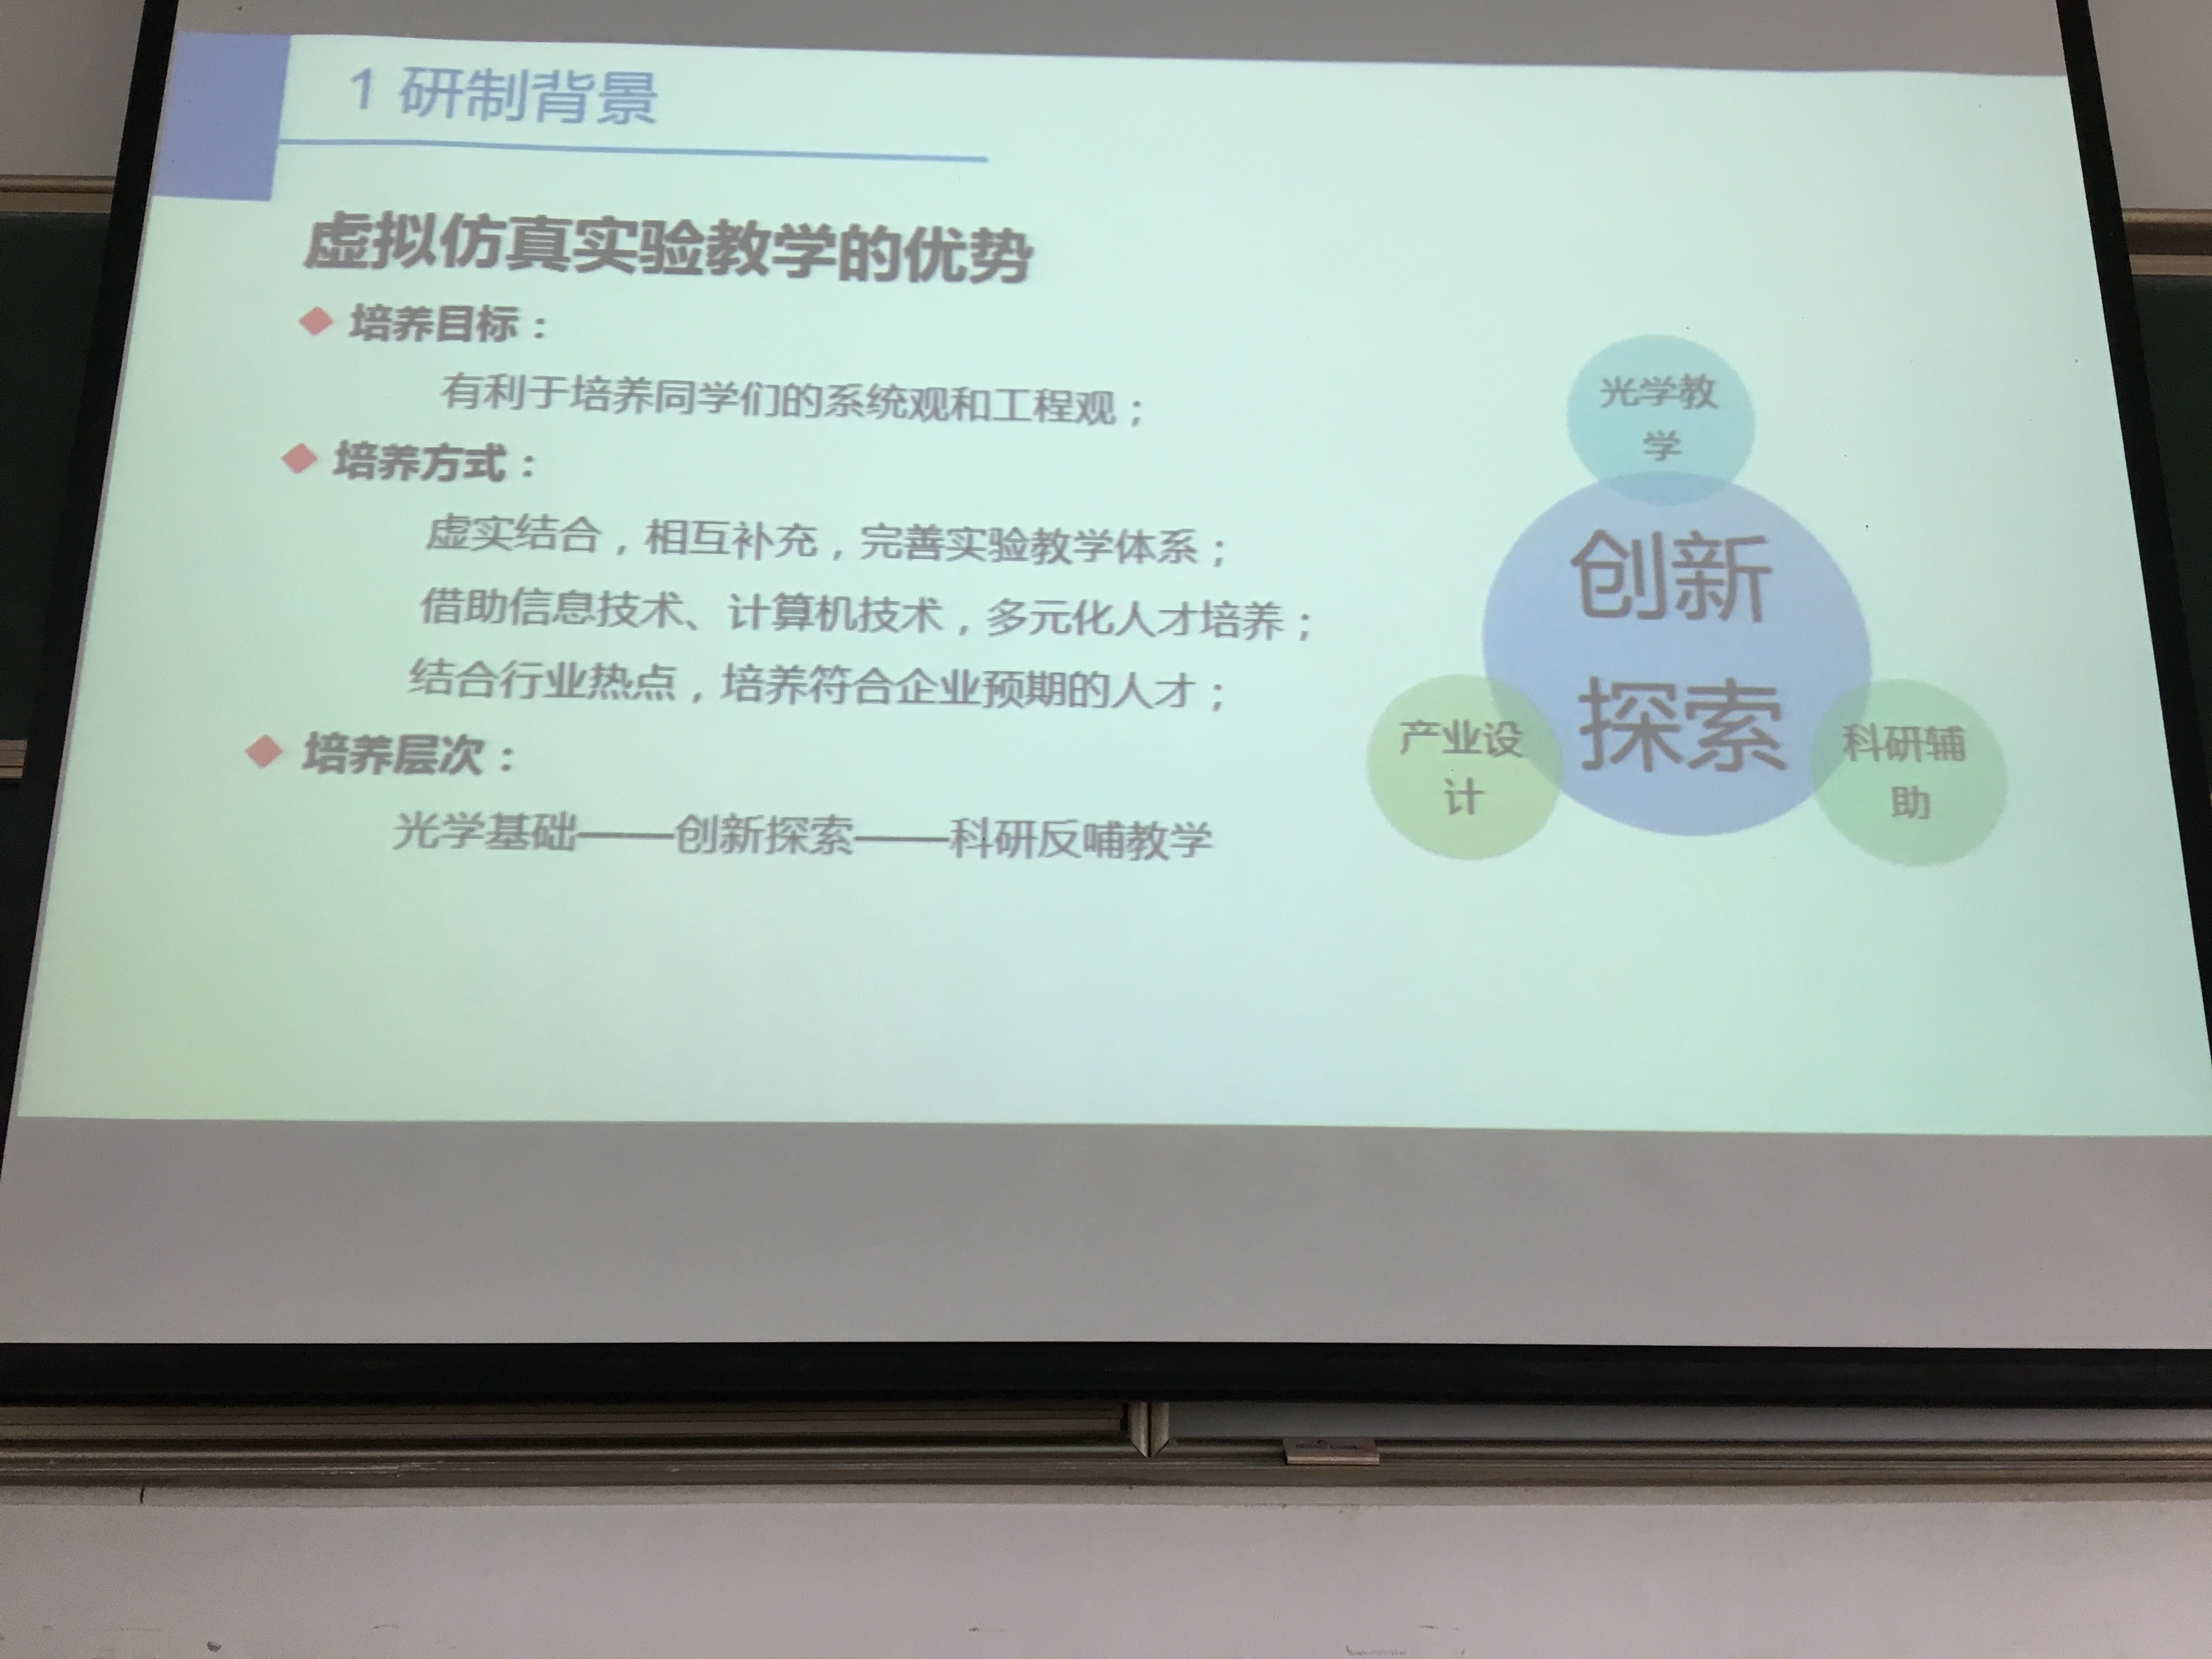 1 研制背景
虚拟仿真实验教学的优势
培养目标：
有利于培养同学们的系统观和工程观；
培养方式：
虚实结合，相互补充，完善实验教学体系；
借助信息技术、计算机技术，多元化人才培养；
结合行业热点，培养符合企业预期的人才；
培养层次：
光学基础——创新探索——科研反哺教学
光学教
学
创新
探索
产业设
计
科研辅
助